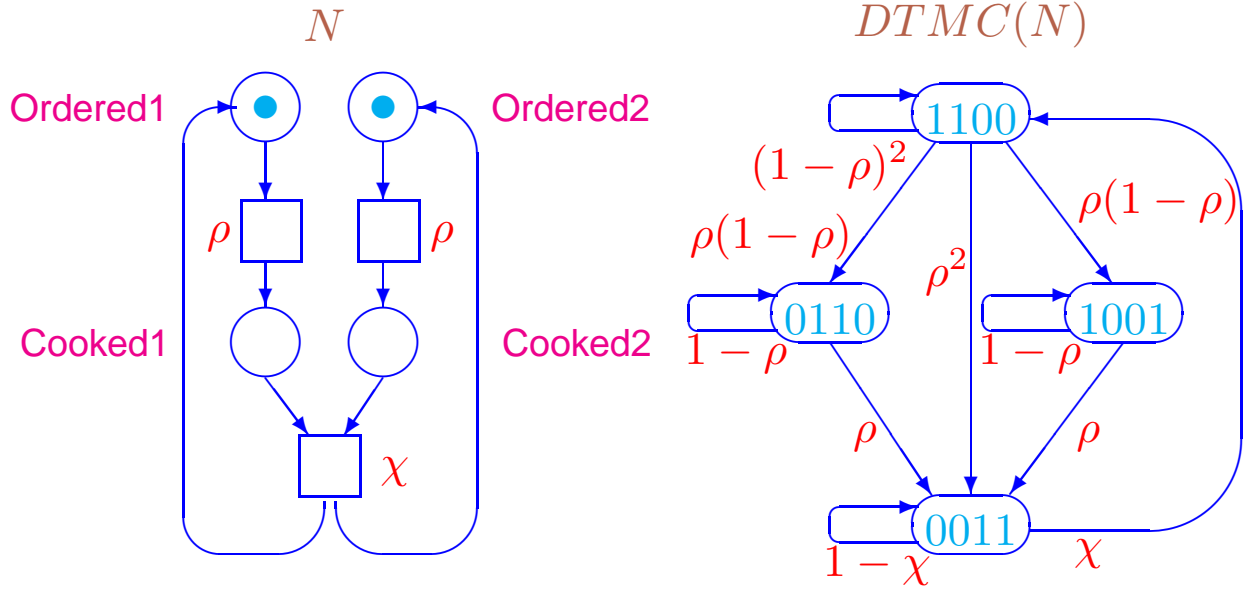 N
DTMC(N)
Ordered1
Ordered2
1100
(1 − ρ)²
ρ(1 − ρ)
ρ
ρ
ρ(1 − ρ)
ρ²
0110
1001
Cooked1
Cooked2
1 − ρ
1 − ρ
ρ
ρ
χ
0011
1 − χ
χ